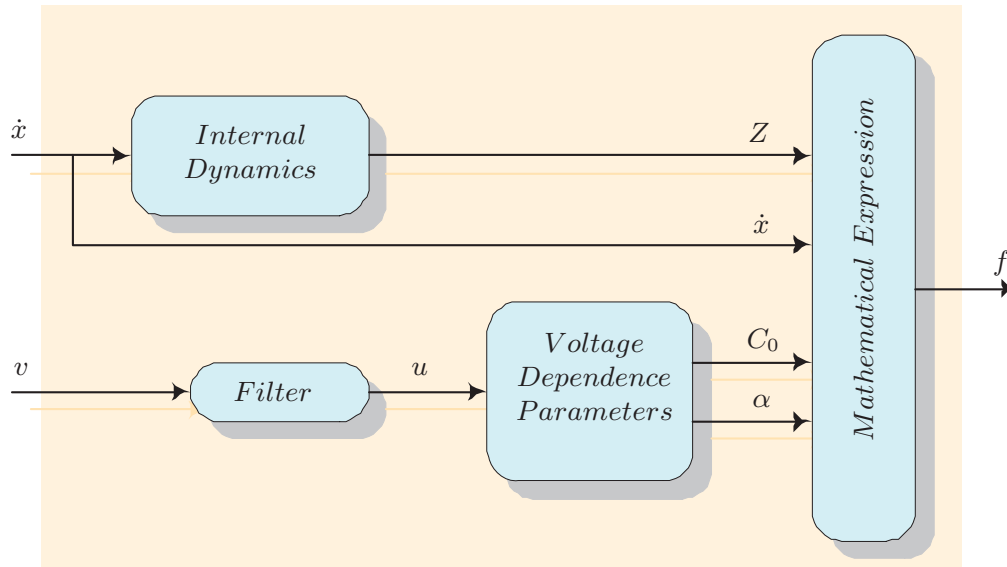 ẋ
Internal
Dynamics
Z
ẋ
v
Filter
u
Voltage
Dependence
Parameters
C₀
α
Mathematical Expression
f